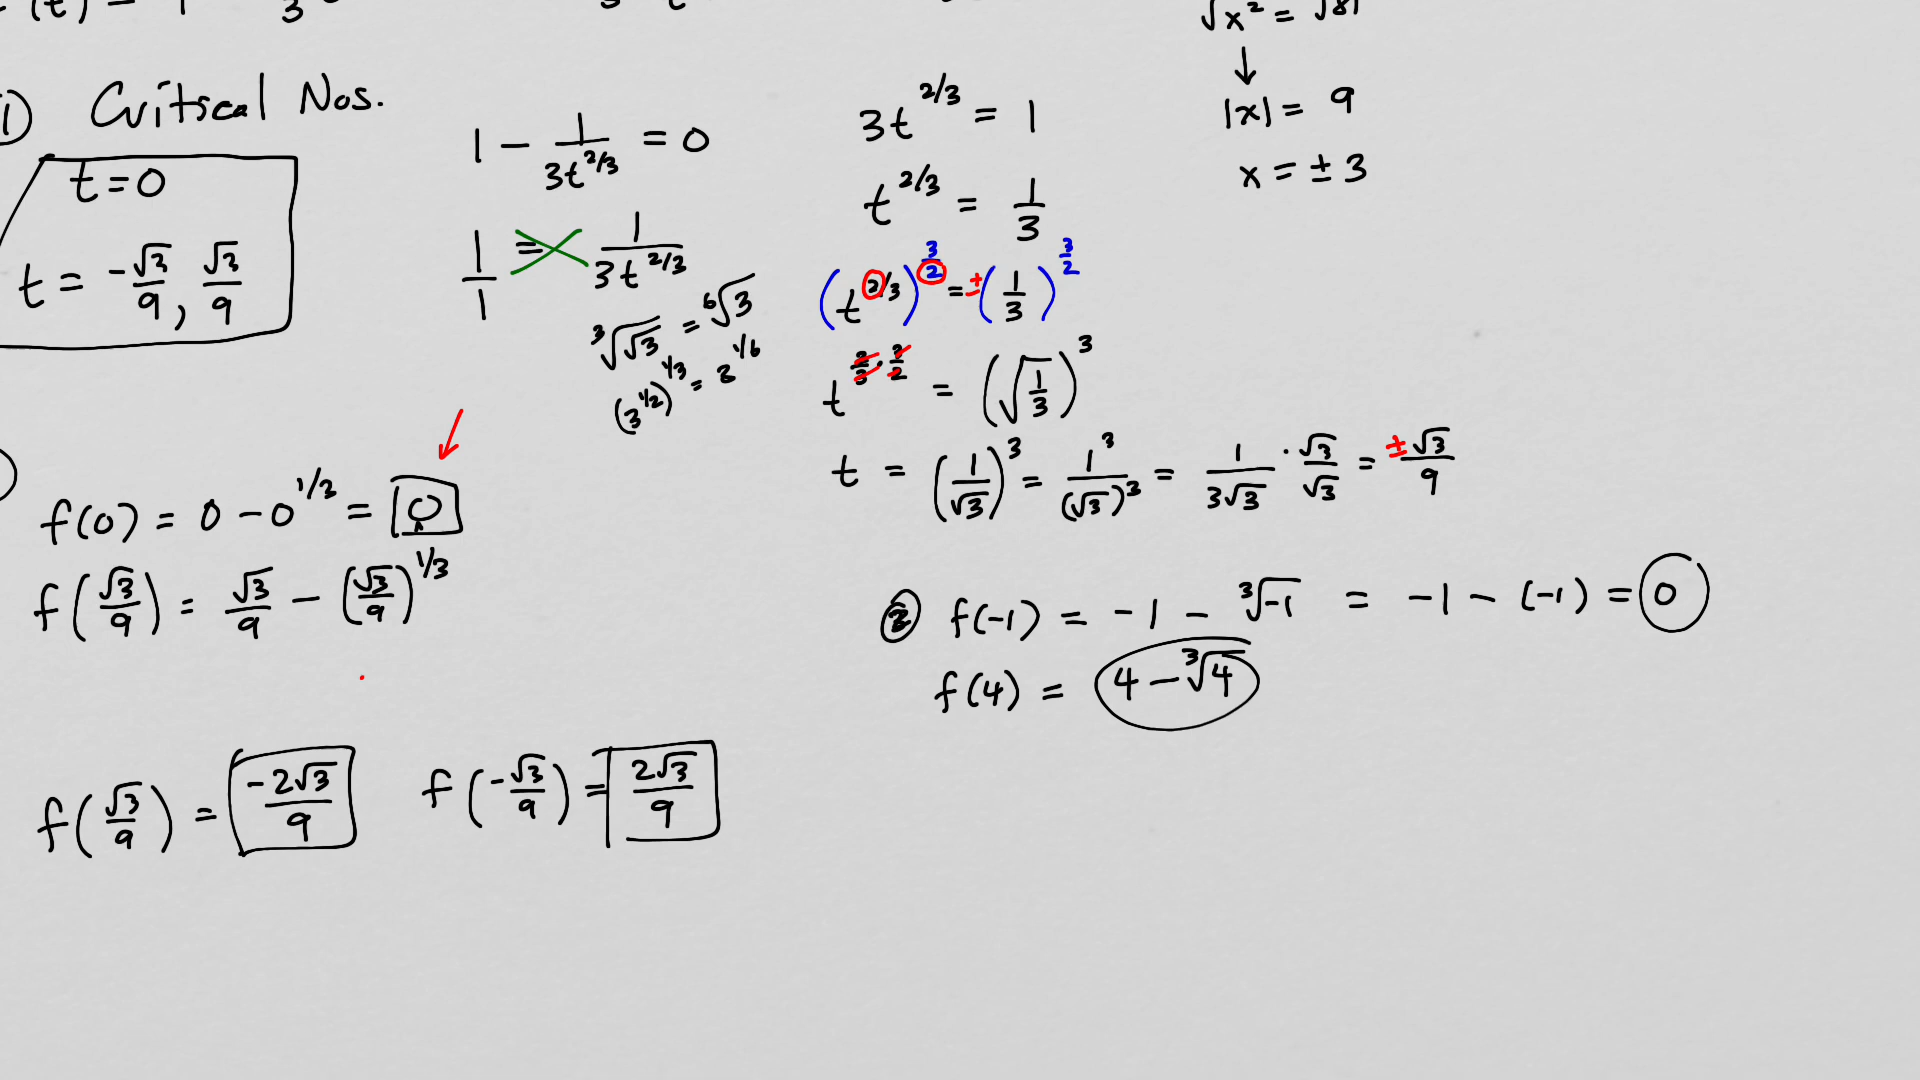 √x² = √81
① Critical Nos.
t=0
t = -√3/9, √3/9
1 - 1/(3t^(2/3)) = 0
1/1 = 1/(3t^(2/3))
³√(√3) = ⁶√3
(3^(1/2))^(1/3) = 3^(1/6)
3t^(2/3) = 1
t^(2/3) = 1/3
(t^(2/3))^(3/2) = ±(1/3)^(3/2)
t^(2/3 · 3/2) = (√(1/3))³
t = (1/√3)³ = 1³/(√3)³ = 1/(3√3) · √3/√3 = ±√3/9
↓
|x| = 9
x = ± 3
f(0) = 0 - 0^(1/3) = 0
f(√3/9) = √3/9 - (√3/9)^(1/3)
f(√3/9) = -2√3/9
f(-√3/9) = 2√3/9
② f(-1) = -1 - ³√-1 = -1 - (-1) = 0
f(4) = 4 - ³√4